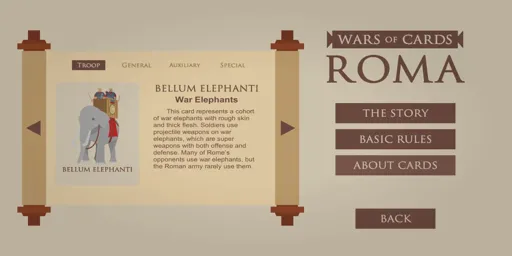 Troop General Auxiliary Special
BELLUM ELEPHANTI
BELLUM ELEPHANTI
War Elephants
This card represents a cohort
of war elephants with rough skin
and thick flesh. Soldiers use
projectile weapons on war
elephants, which are super
weapons with both offense and
defense. Many of Rome's
opponents use war elephants, but
the Roman army rarely use them.
WARS OF CARDS
ROMA
THE STORY
BASIC RULES
ABOUT CARDS
BACK